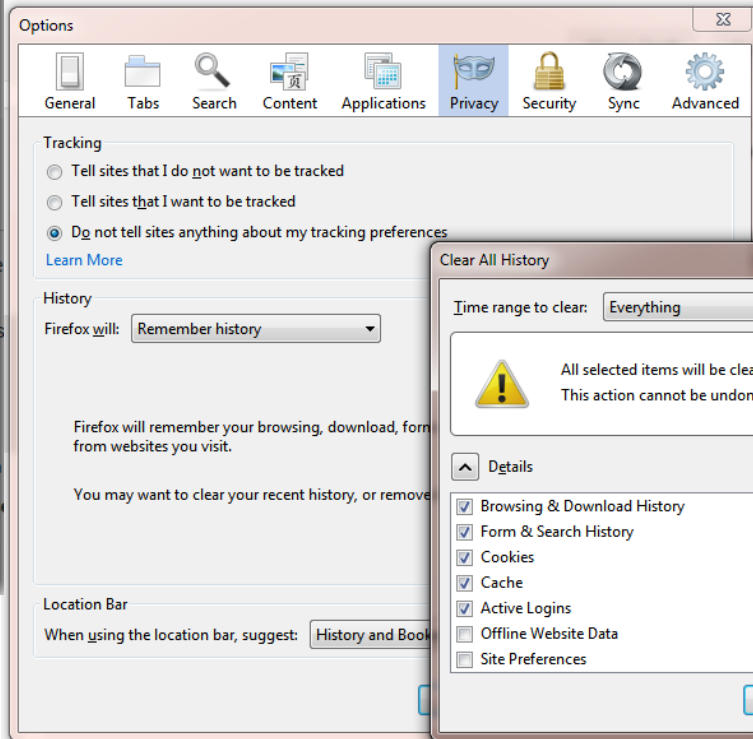 Options
General Tabs Search Content Applications Privacy Security Sync Advanced
Tracking
Tell sites that I do not want to be tracked
Tell sites that I want to be tracked
Do not tell sites anything about my tracking preferences
Learn More
History
Firefox will: Remember history
Firefox will remember your browsing, download,
from websites you visit.
You may want to clear your recent history, or remove
Location Bar
When using the location bar, suggest: History and
Clear All History
Time range to clear: Everything
All selected items will be
This action cannot be
Details
Browsing & Download History
Form & Search History
Cookies
Cache
Active Logins
Offline Website Data
Site Preferences